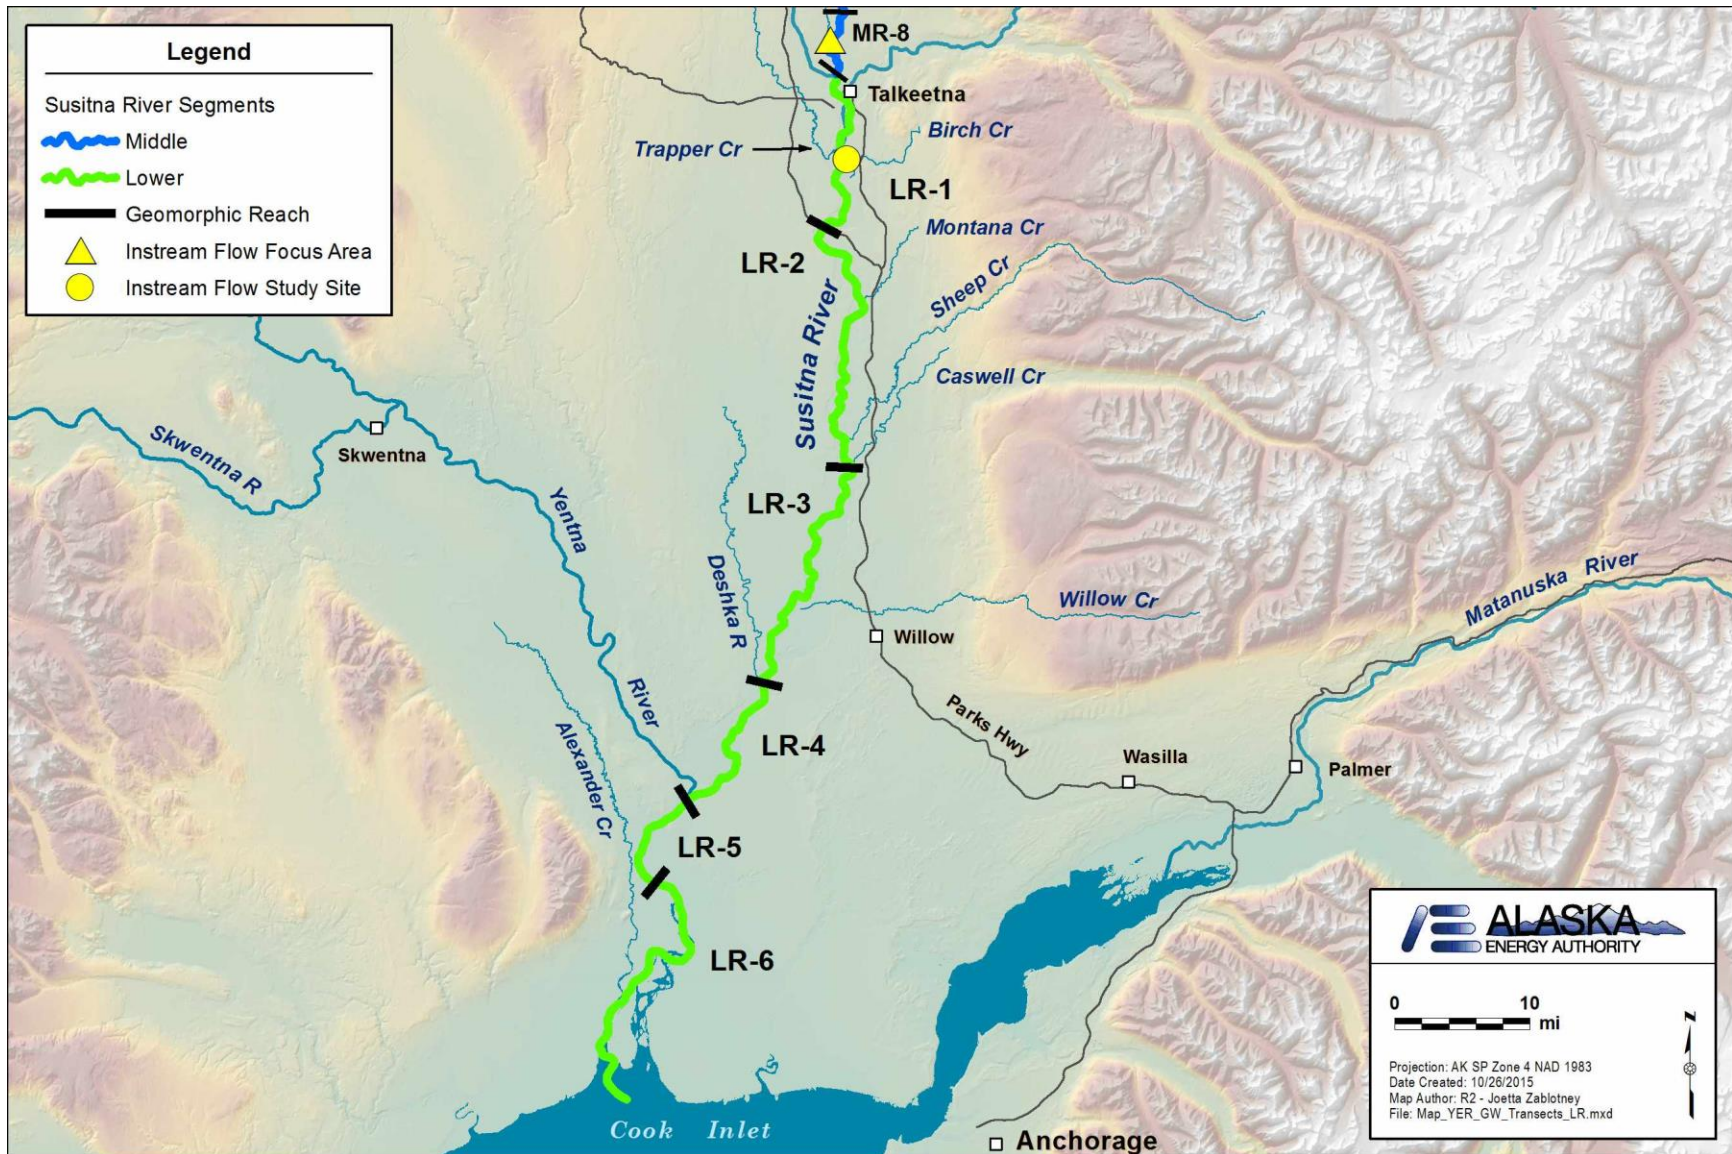 Legend
Susitna River Segments
Middle
Lower
Geomorphic Reach
Instream Flow Focus Area
Instream Flow Study Site
MR-8
Talkeetna
Birch Cr
Trapper Cr
LR-1
Montana Cr
LR-2
Sheep Cr
Susitna River
Caswell Cr
Skwentna R
Skwentna
Yentna
LR-3
Deshka R
Willow Cr
Matanuska River
Willow
River
Parks Hwy
Alexander Cr
LR-4
Wasilla
Palmer
LR-5
LR-6
Cook Inlet
Anchorage
ALASKA
ENERGY AUTHORITY
0 10
mi
N
Projection: AK SP Zone 4 NAD 1983
Date Created: 10/26/2015
Map Author: R2 - Joetta Zablotney
File: Map_YER_GW_Transects_LR.mxd